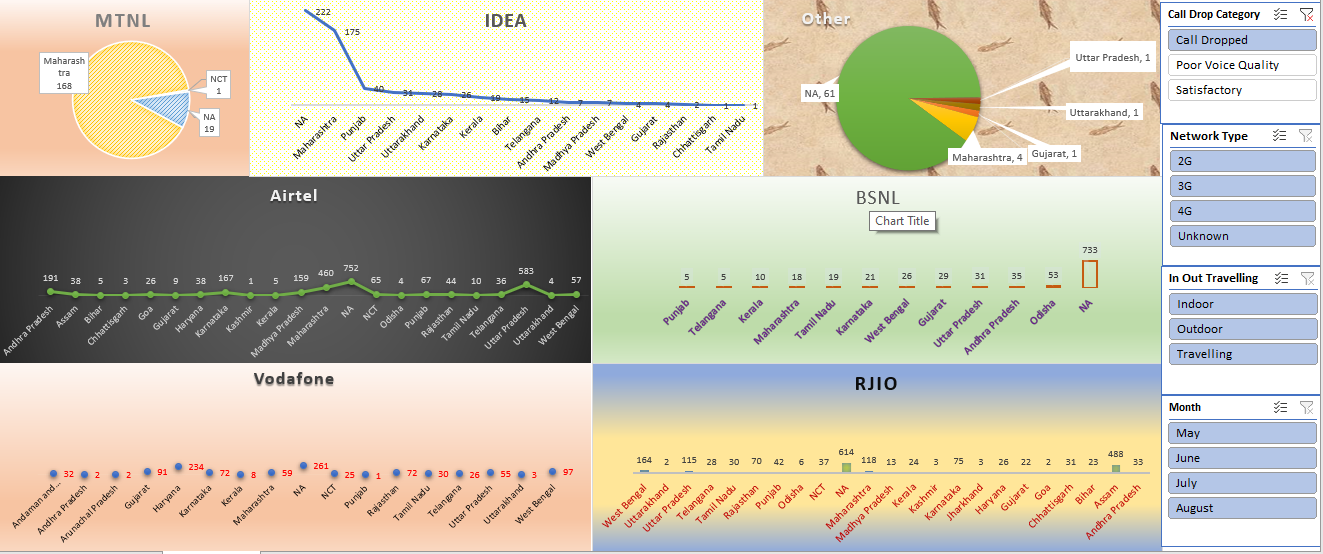 MTNL
Maharash
tra
168
NCT
1
NA
19
IDEA
222
175
40 31 28 26 19 15 12 7 7 4 4 2 1 1
NA Maharashtra Punjab Uttar Pradesh Uttarakhand Karnataka Kerala Bihar Telangana Andhra Pradesh Madhya Pradesh West Bengal Gujarat Rajasthan Chhattisgarh Tamil Nadu
Other
NA, 61
Uttar Pradesh, 1
Uttarakhand, 1
Gujarat, 1
Maharashtra, 4
Call Drop Category
Call Dropped
Poor Voice Quality
Satisfactory
Network Type
2G
3G
4G
Unknown
In Out Travelling
Indoor
Outdoor
Travelling
Month
May
June
July
August
Airtel
191 38 5 3 26 9 38 167 1 5 159 460 752 65 4 67 44 10 36 583 4 57
Andhra Pradesh Assam Bihar Chhattisgarh Goa Gujarat Haryana Karnataka Kashmir Kerala Madhya Pradesh Maharashtra NA NCT Odisha Punjab Rajasthan Tamil Nadu Telangana Uttar Pradesh Uttarakhand West Bengal
BSNL
Chart Title
5 5 10 18 19 21 26 29 31 35 53 733
Punjab Telangana Kerala Maharashtra Tamil Nadu Karnataka West Bengal Gujarat Uttar Pradesh Andhra Pradesh Odisha NA
Vodafone
32 2 2 91 234 72 8 59 261 25 1 72 30 26 55 3 97
Andaman and ... Andhra Pradesh Arunachal Pradesh Gujarat Haryana Karnataka Kerala Maharashtra NA NCT Punjab Rajasthan Tamil Nadu Telangana Uttar Pradesh Uttarakhand West Bengal
RJIO
164 2 115 28 30 70 42 6 37 614 118 13 24 3 75 3 26 22 2 31 23 488 33
West Bengal Uttarakhand Uttar Pradesh Telangana Tamil Nadu Rajasthan Punjab Odisha NCT NA Maharashtra Madhya Pradesh Kerala Kashmir Karnataka Jharkhand Haryana Gujarat Goa Chhattisgarh Bihar Assam Andhra Pradesh